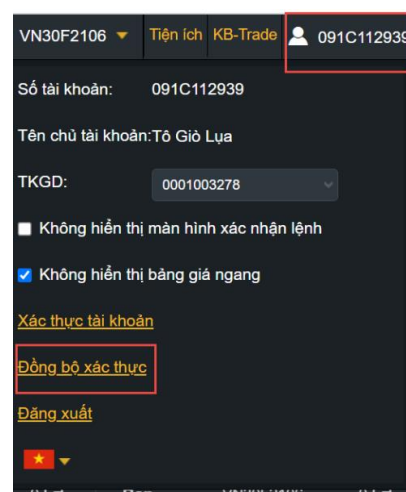 VN30F2106 Tiện ích KB-Trade 091C112939
Số tài khoản: 091C112939
Tên chủ tài khoản:Tô Giò Lụa
TKGD: 0001003278
Không hiển thị màn hình xác nhận lệnh
Không hiển thị bảng giá ngang
Xác thực tài khoản
Đồng bộ xác thực
Đăng xuất